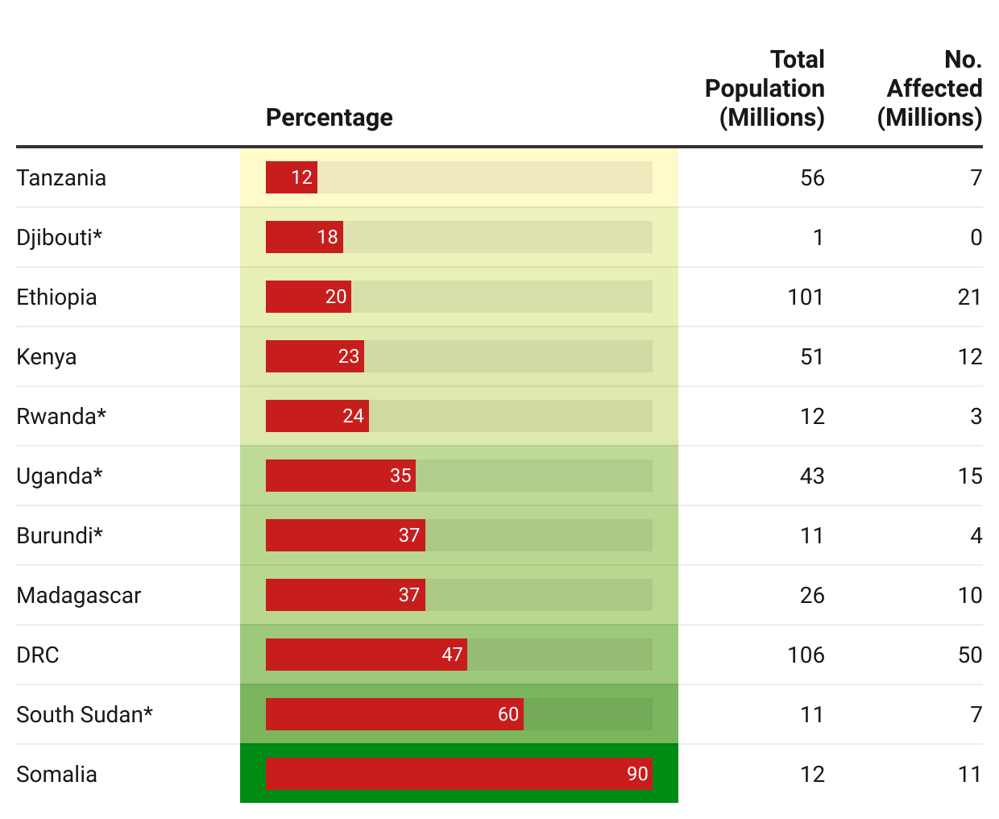 Percentage Total Population (Millions) No. Affected (Millions)
Tanzania 12 56 7
Djibouti* 18 1 0
Ethiopia 20 101 21
Kenya 23 51 12
Rwanda* 24 12 3
Uganda* 35 43 15
Burundi* 37 11 4
Madagascar 37 26 10
DRC 47 106 50
South Sudan* 60 11 7
Somalia 90 12 11